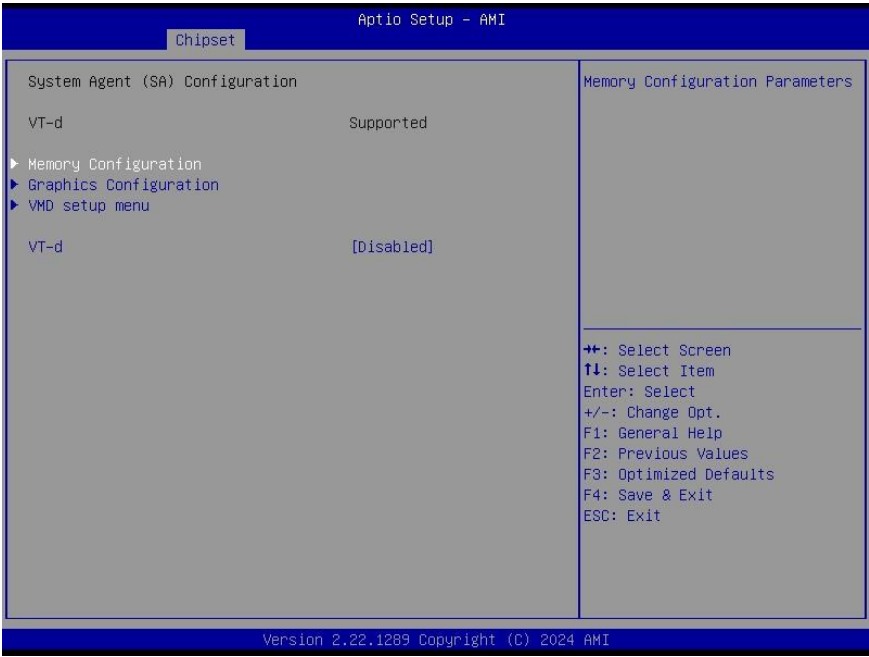 Aptio Setup – AMI
Chipset
System Agent (SA) Configuration
VT-d Supported
Memory Configuration
Graphics Configuration
VMD setup menu
VT-d [Disabled]
Memory Configuration Parameters
→←: Select Screen
↑↓: Select Item
Enter: Select
+/-: Change Opt.
F1: General Help
F2: Previous Values
F3: Optimized Defaults
F4: Save & Exit
ESC: Exit
Version 2.22.1289 Copyright (C) 2024 AMI